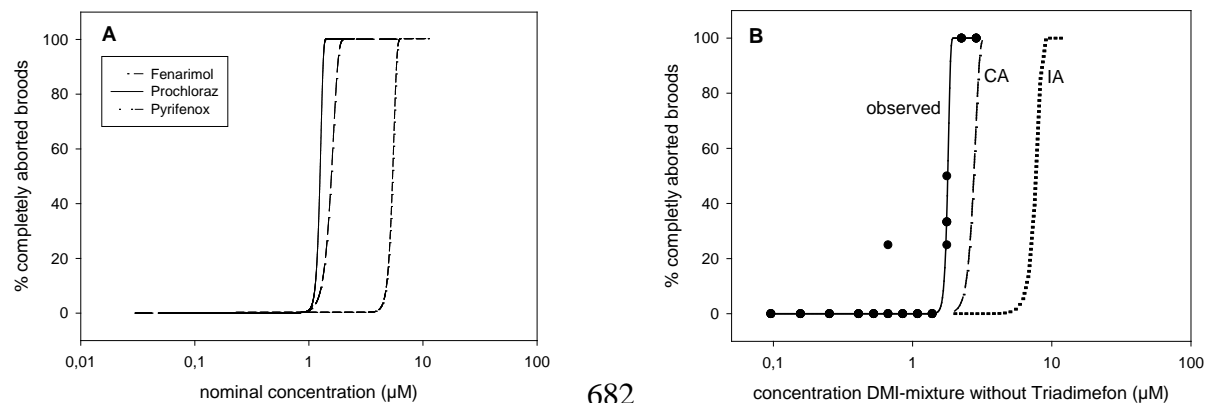 A
% completely aborted broods
100
80
60
40
20
0
Fenarimol
Prochloraz
Pyrifenox
0,01
0,1
1
10
100
nominal concentration (µM)
682
B
% completly aborted broods
100
80
60
40
20
0
observed
CA
IA
0,1
1
10
100
concentration DMI-mixture without Triadimefon (µM)